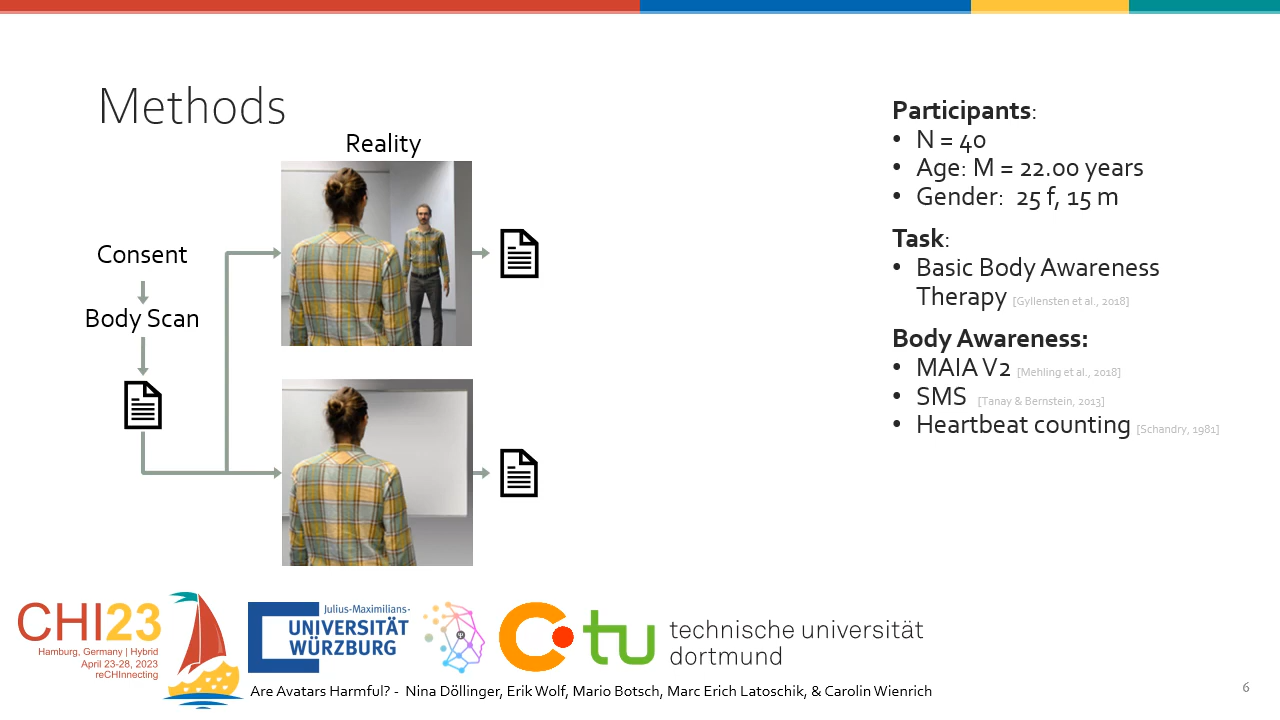 Methods
Reality
Consent
Body Scan
Participants:
• N = 40
• Age: M = 22.00 years
• Gender: 25 f, 15 m
Task:
• Basic Body Awareness
Therapy [Gyllensten et al., 2018]
Body Awareness:
• MAIA V2 [Mehling et al., 2018]
• SMS [Tanay & Bernstein, 2013]
• Heartbeat counting [Schandry, 1981]
CHI23
Hamburg, Germany | Hybrid
April 23-28, 2023
reCHInnecting
Julius-Maximilians-
UNIVERSITÄT
WÜRZBURG
tu
technische universität
dortmund
Are Avatars Harmful? - Nina Döllinger, Erik Wolf, Mario Botsch, Marc Erich Latoschik, & Carolin Wienrich
6